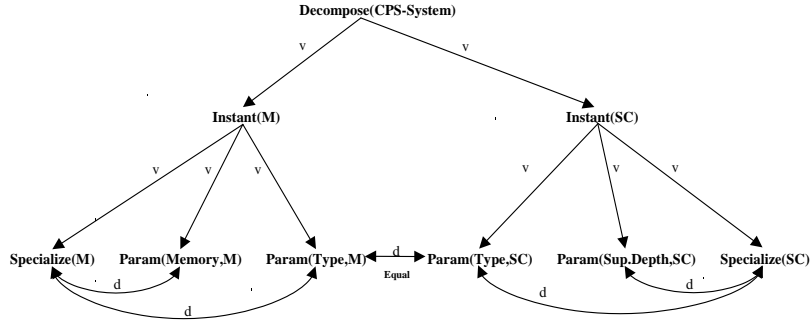 Decompose(CPS-System)
v v
Instant(M) Instant(SC)
v v v v v v
Specialize(M) Param(Memory,M) Param(Type,M) d Param(Type,SC) Param(Sup.Depth,SC) Specialize(SC)
Equal
d d
d d